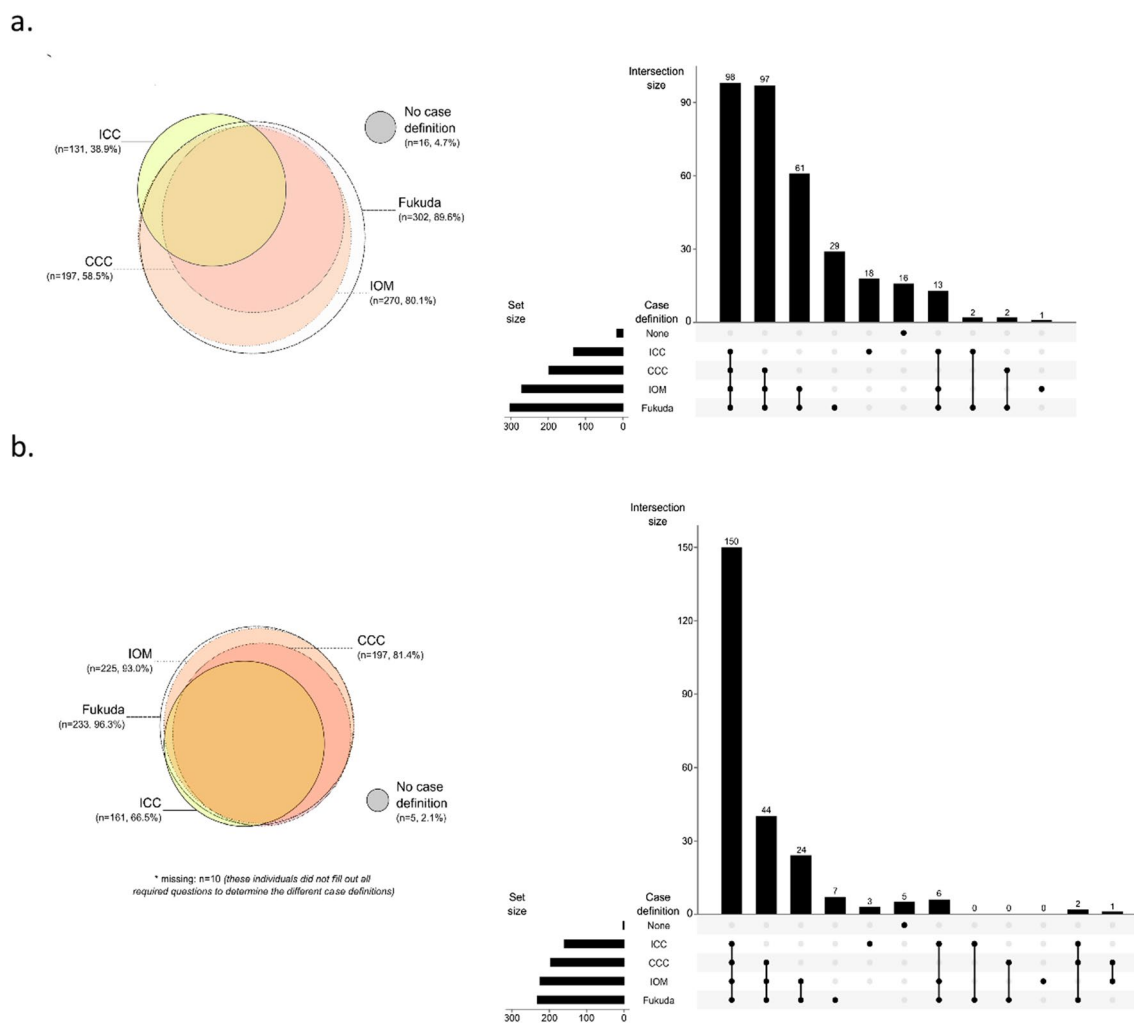 a.
ICC
(n=131, 38.9%)
No case
definition
(n=16, 4.7%)
Fukuda
(n=302, 89.6%)
CCC
(n=197, 58.5%)
IOM
(n=270, 80.1%)
Intersection
size
90
60
30
0
98
97
61
29
18
16
13
2
2
1
Set
size
Case
definition
None
ICC
CCC
IOM
Fukuda
300 200 100 0
b.
IOM
(n=225, 93.0%)
CCC
(n=197, 81.4%)
Fukuda
(n=233. 96.3%)
ICC
(n=161, 66.5%)
No case
definition
(n=5, 2.1%)
* missing: n=10 (these individuals did not fill out all
required questions to determine the different case definitions)
Intersection
size
150
120
90
60
30
0
150
44
24
7
3
5
6
0
0
0
2
1
Set
size
Case
definition
None
ICC
CCC
IOM
Fukuda
300 200 100 0